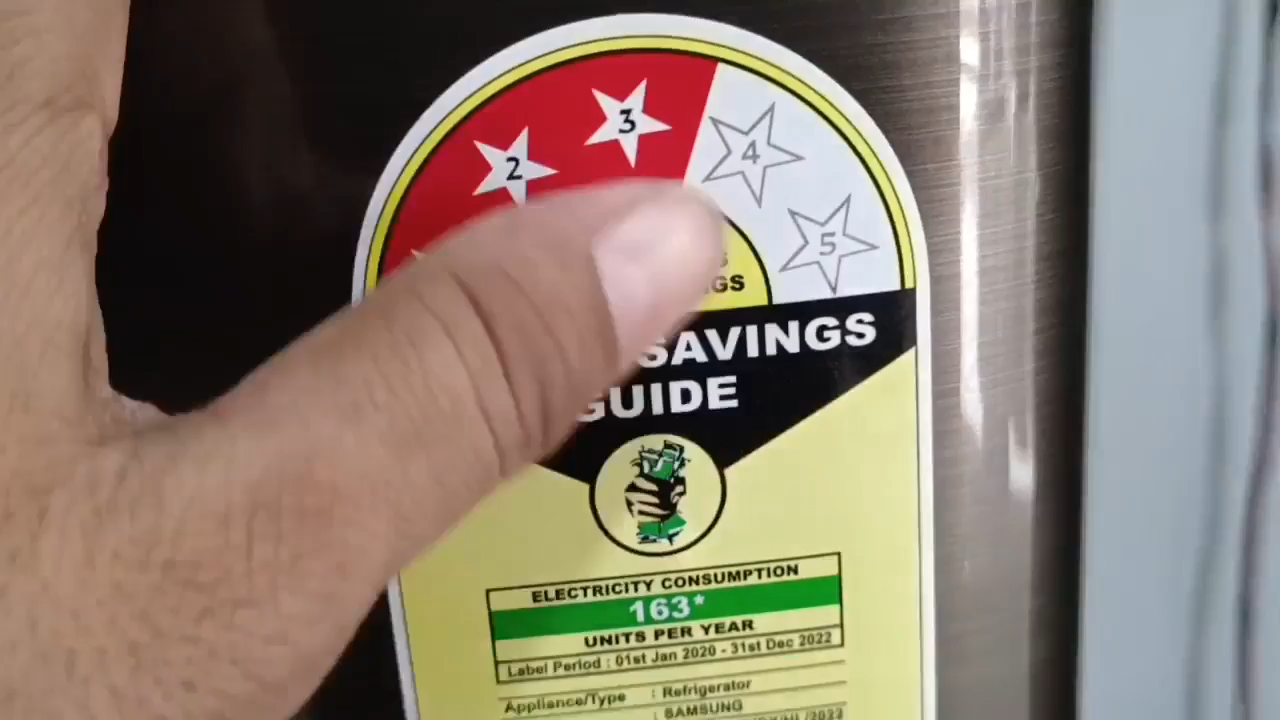 2
3
4
5
SAVINGS
GUIDE
ELECTRICITY CONSUMPTION
163*
UNITS PER YEAR
Label Period : 01st Jan 2020 - 31st Dec 2022
Appliance/Type : Refrigerator
: SAMSUNG
/2023